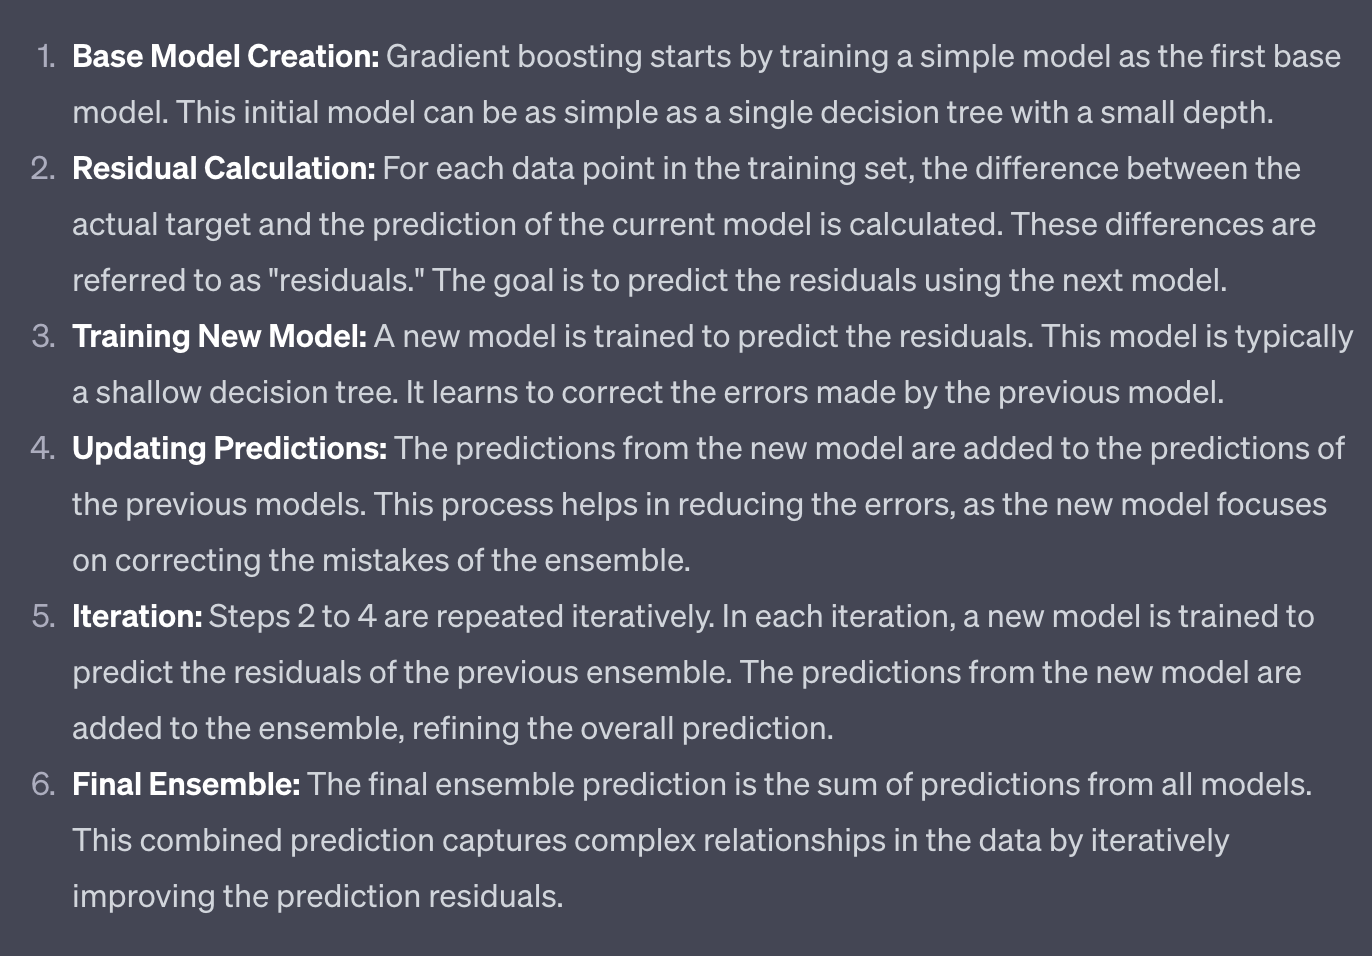 1. Base Model Creation: Gradient boosting starts by training a simple model as the first base
model. This initial model can be as simple as a single decision tree with a small depth.
2. Residual Calculation: For each data point in the training set, the difference between the
actual target and the prediction of the current model is calculated. These differences are
referred to as "residuals." The goal is to predict the residuals using the next model.
3. Training New Model: A new model is trained to predict the residuals. This model is typically
a shallow decision tree. It learns to correct the errors made by the previous model.
4. Updating Predictions: The predictions from the new model are added to the predictions of
the previous models. This process helps in reducing the errors, as the new model focuses
on correcting the mistakes of the ensemble.
5. Iteration: Steps 2 to 4 are repeated iteratively. In each iteration, a new model is trained to
predict the residuals of the previous ensemble. The predictions from the new model are
added to the ensemble, refining the overall prediction.
6. Final Ensemble: The final ensemble prediction is the sum of predictions from all models.
This combined prediction captures complex relationships in the data by iteratively
improving the prediction residuals.